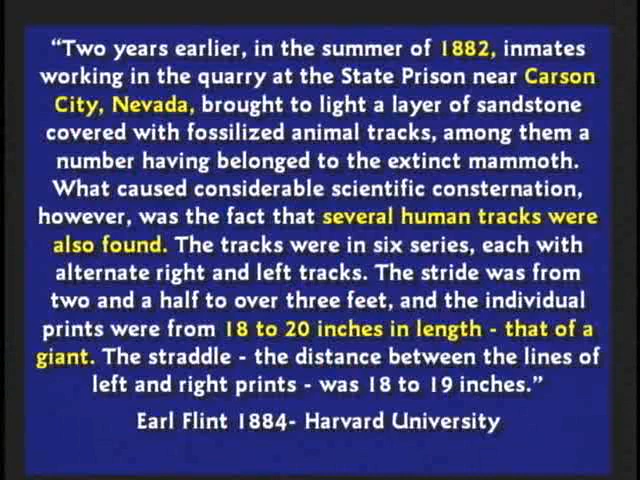 “Two years earlier, in the summer of 1882, inmates
working in the quarry at the State Prison near Carson
City, Nevada, brought to light a layer of sandstone
covered with fossilized animal tracks, among them a
number having belonged to the extinct mammoth.
What caused considerable scientific consternation,
however, was the fact that several human tracks were
also found. The tracks were in six series, each with
alternate right and left tracks. The stride was from
two and a half to over three feet, and the individual
prints were from 18 to 20 inches in length - that of a
giant. The straddle - the distance between the lines of
left and right prints - was 18 to 19 inches.”
Earl Flint 1884- Harvard University